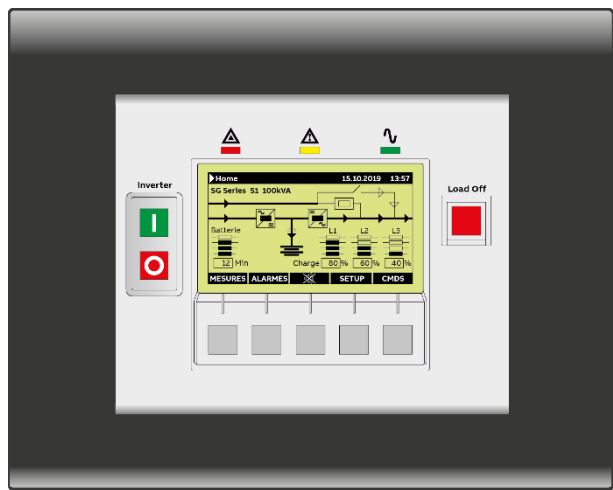 Inverter
Load Off
Home 15.10.2019 13:57
SG Series S1 100kVA
Batterie L1 L2 L3
12 Min Charge 80 % 60 % 40 %
MESURES ALARMES SETUP CMDS